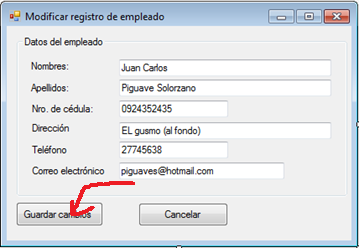 Modificar registro de empleado
Datos del empleado
Nombres: Juan Carlos
Apellidos: Piguave Solorzano
Nro. de cédula: 0924352435
Dirección EL gusmo (al fondo)
Teléfono 27745638
Correo electrónico piguaves@hotmail.com
Guardar cambios Cancelar